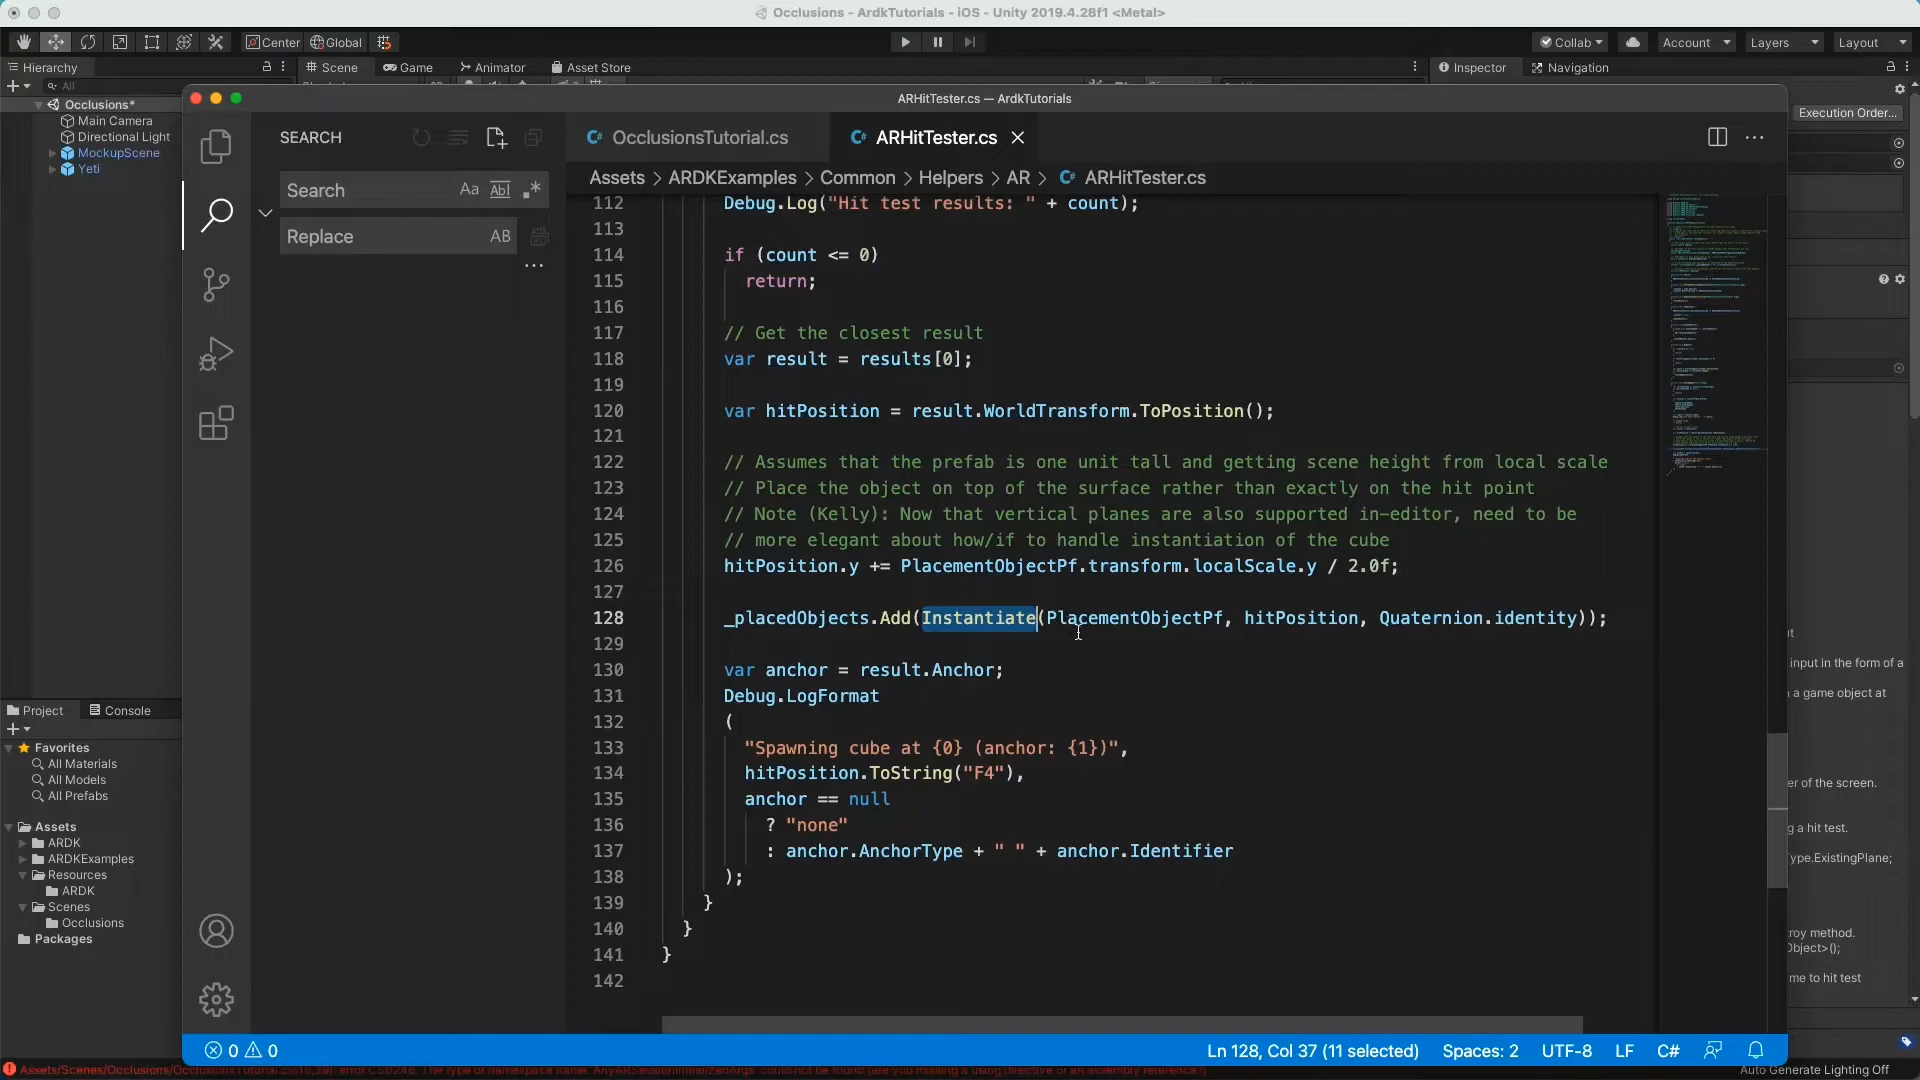 Occlusions - ArdkTutorials - iOS - Unity 2019.4.28f1 <Metal>
Center Global Collab Account Layers Layout
Hierarchy Scene Game Animator Asset Store Inspector Navigation
All
Occlusions*
Main Camera
Directional Light
MockupScene
Yeti
Execution Order...
ARHitTester.cs — ArdkTutorials
SEARCH
Search Aa Abl .*
Replace AB
OcclusionsTutorial.cs ARHitTester.cs
Assets > ARDKExamples > Common > Helpers > AR > ARHitTester.cs
112 Debug.Log("Hit test results: " + count);
113
114 if (count <= 0)
115 return;
116
117 // Get the closest result
118 var result = results[0];
119
120 var hitPosition = result.WorldTransform.ToPosition();
121
122 // Assumes that the prefab is one unit tall and getting scene height from local scale
123 // Place the object on top of the surface rather than exactly on the hit point
124 // Note (Kelly): Now that vertical planes are also supported in-editor, need to be
125 // more elegant about how/if to handle instantiation of the cube
126 hitPosition.y += PlacementObjectPf.transform.localScale.y / 2.0f;
127
128 _placedObjects.Add(Instantiate(PlacementObjectPf, hitPosition, Quaternion.identity));
129
130 var anchor = result.Anchor;
131 Debug.LogFormat
132 (
133 "Spawning cube at {0} (anchor: {1})",
134 hitPosition.ToString("F4"),
135 anchor == null
136 ? "none"
137 : anchor.AnchorType + " " + anchor.Identifier
138 );
139 }
140 }
141 }
142
input in the form of a
a game object at
er of the screen.
g a hit test.
ype.ExistingPlane;
roy method.
Object>();
me to hit test
Project Console
Favorites
All Materials
All Models
All Prefabs
Assets
ARDK
ARDKExamples
Resources
ARDK
Scenes
Occlusions
Packages
0 0 Ln 128, Col 37 (11 selected) Spaces: 2 UTF-8 LF C#
Auto Generate Lighting Off